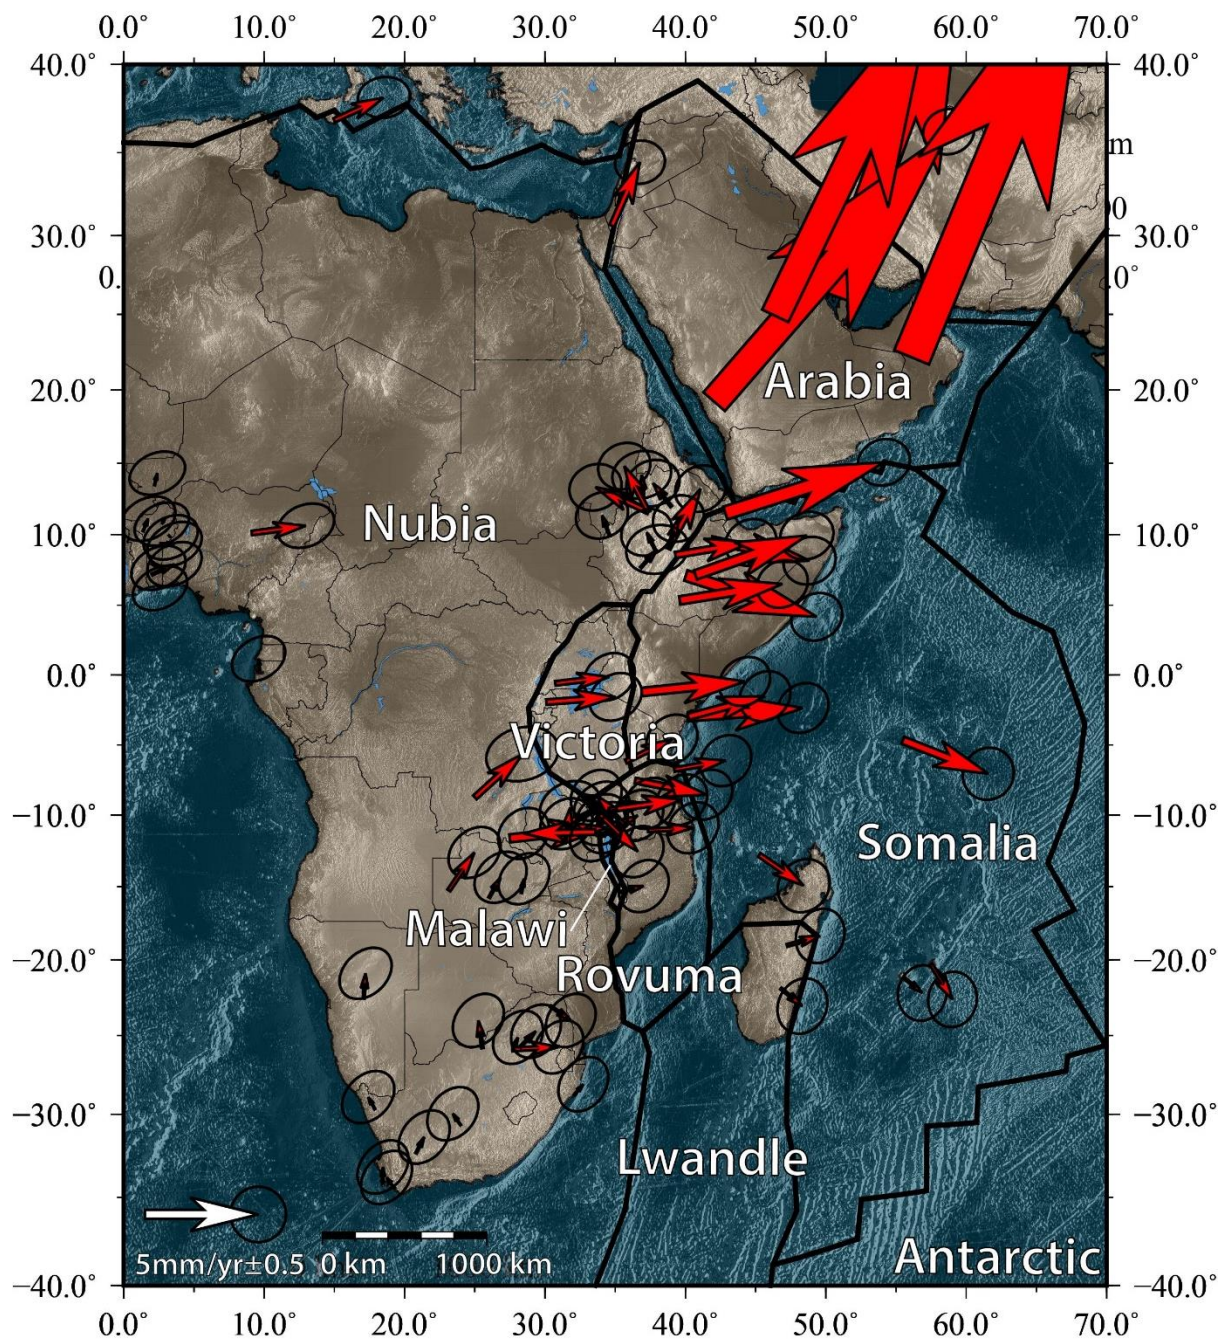 0.0° 10.0° 20.0° 30.0° 40.0° 50.0° 60.0° 70.0°
40.0° 40.0°
m
00
30.0° 30.0°
0. .0°
20.0° Arabia 20.0°
10.0° Nubia 10.0°
0.0° 0.0°
Victoria
−10.0° −10.0°
Somalia
Malawi
Rovuma
−20.0° −20.0°
−30.0° −30.0°
Lwandle
5mm/yr±0.5 0 km 1000 km Antarctic
−40.0° −40.0°
0.0° 10.0° 20.0° 30.0° 40.0° 50.0° 60.0° 70.0°